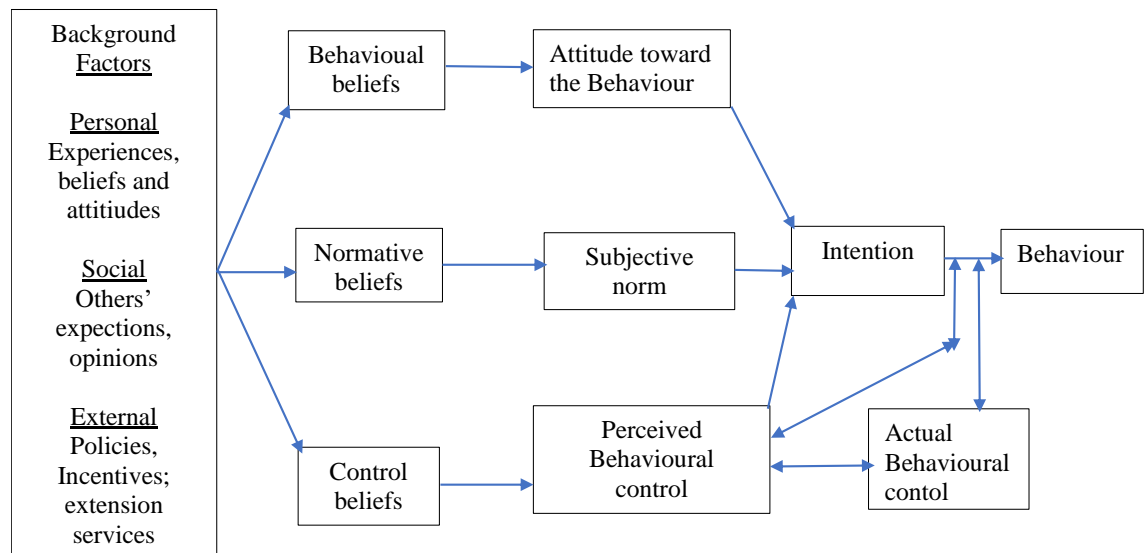 Background
Factors
Personal
Experiences,
beliefs and
attitiudes
Social
Others’
expections,
opinions
External
Policies,
Incentives;
extension
services
Behavioual
beliefs
Attitude toward
the Behaviour
Normative
beliefs
Subjective
norm
Intention
Behaviour
Control
beliefs
Perceived
Behavioural
control
Actual
Behavioural
contol